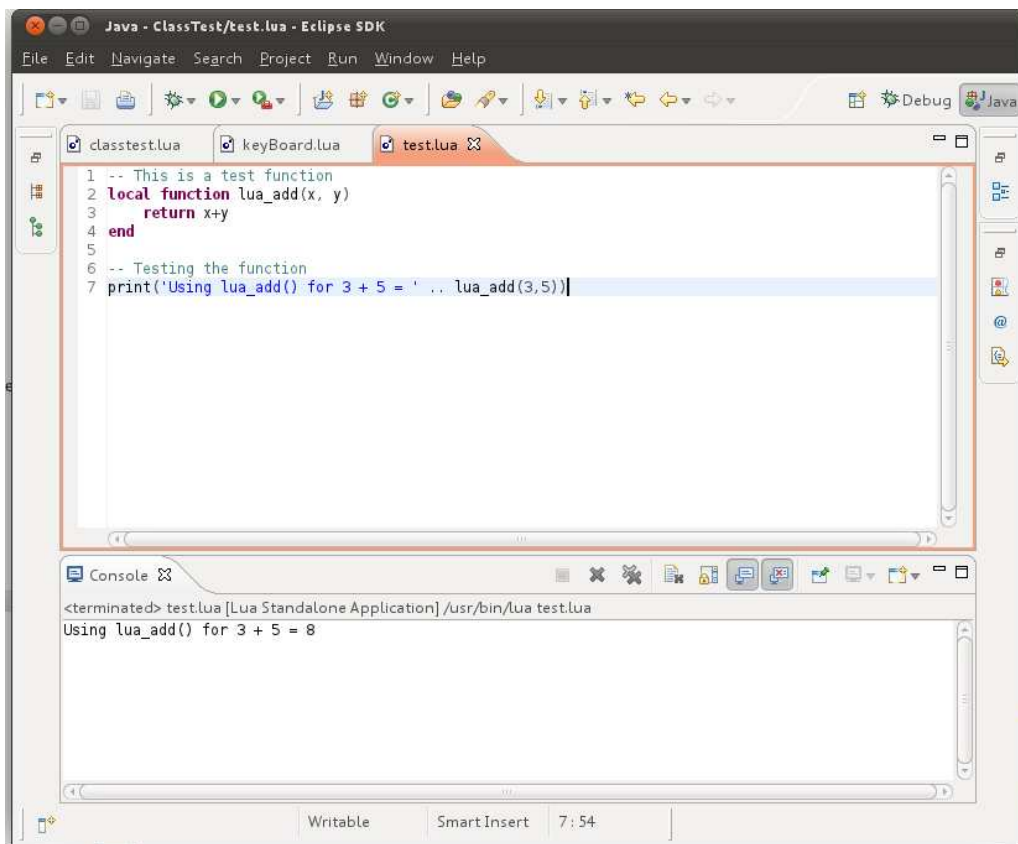 Java - ClassTest/test.lua - Eclipse SDK
File Edit Navigate Search Project Run Window Help
Debug Java
classtest.lua keyBoard.lua test.lua
1 -- This is a test function
2 local function lua_add(x, y)
3     return x+y
4 end
5
6 -- Testing the function
7 print('Using lua_add() for 3 + 5 = ' .. lua_add(3,5))
Console
<terminated> test.lua [Lua Standalone Application] /usr/bin/lua test.lua
Using lua_add() for 3 + 5 = 8
Writable Smart Insert 7 : 54